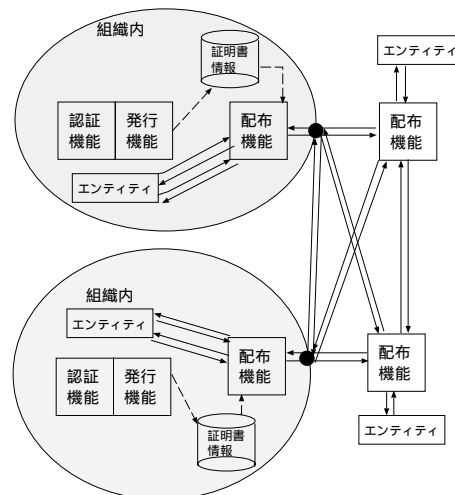 組織内
証明書
情報
認証
機能
発行
機能
配布
機能
エンティティ
エンティティ
配布
機能
組織内
エンティティ
認証
機能
発行
機能
配布
機能
証明書
情報
配布
機能
エンティティ